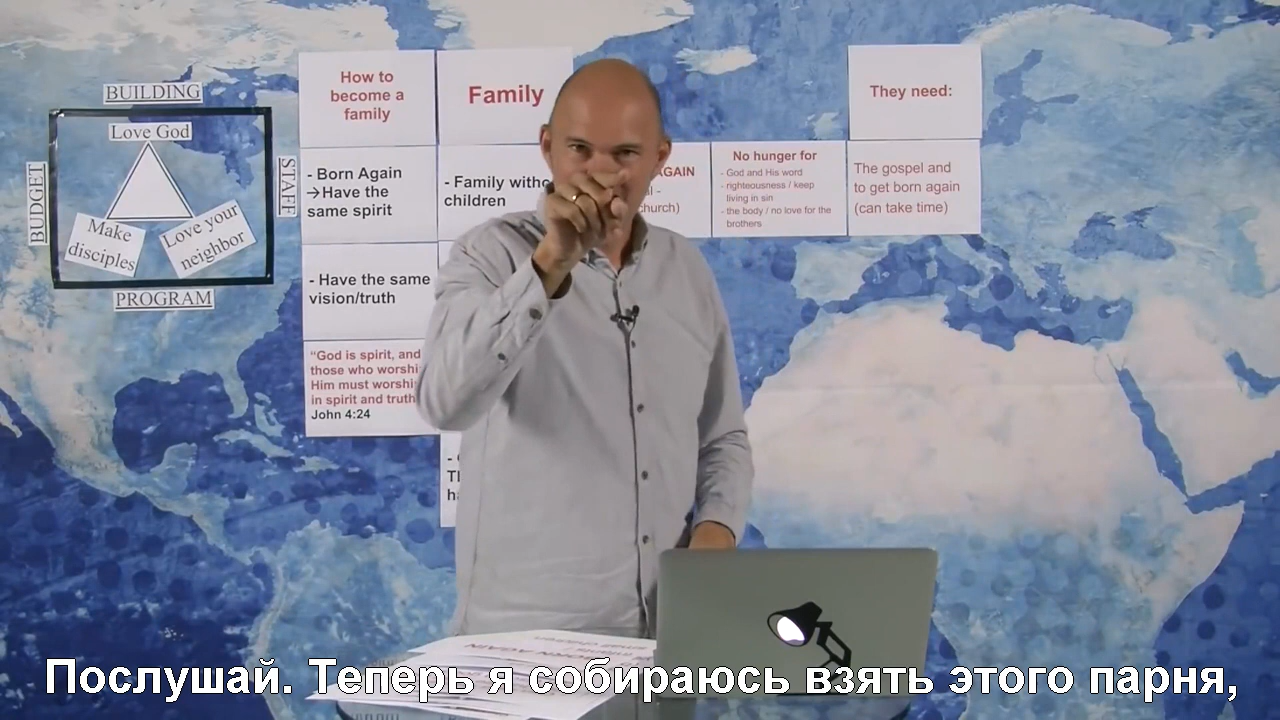 BUILDING
Love God
BUDGET
STAFF
Make
disciples
Love your
neighbor
PROGRAM
How to
become a
family
Family
They need:
- Born Again
→Have the
same spirit
- Family
children
AGAIN
church)
No hunger for
- God and His word
- righteousness / keep
living in sin
- the body / no love for the
brothers
The gospel and
to get born again
(can take time)
- Have the same
vision/truth
"God is spirit, and
those who
Him must
in spirit and truth
John 4:24
AGAIN
Послушай. Теперь я собираюсь взять этого парня,